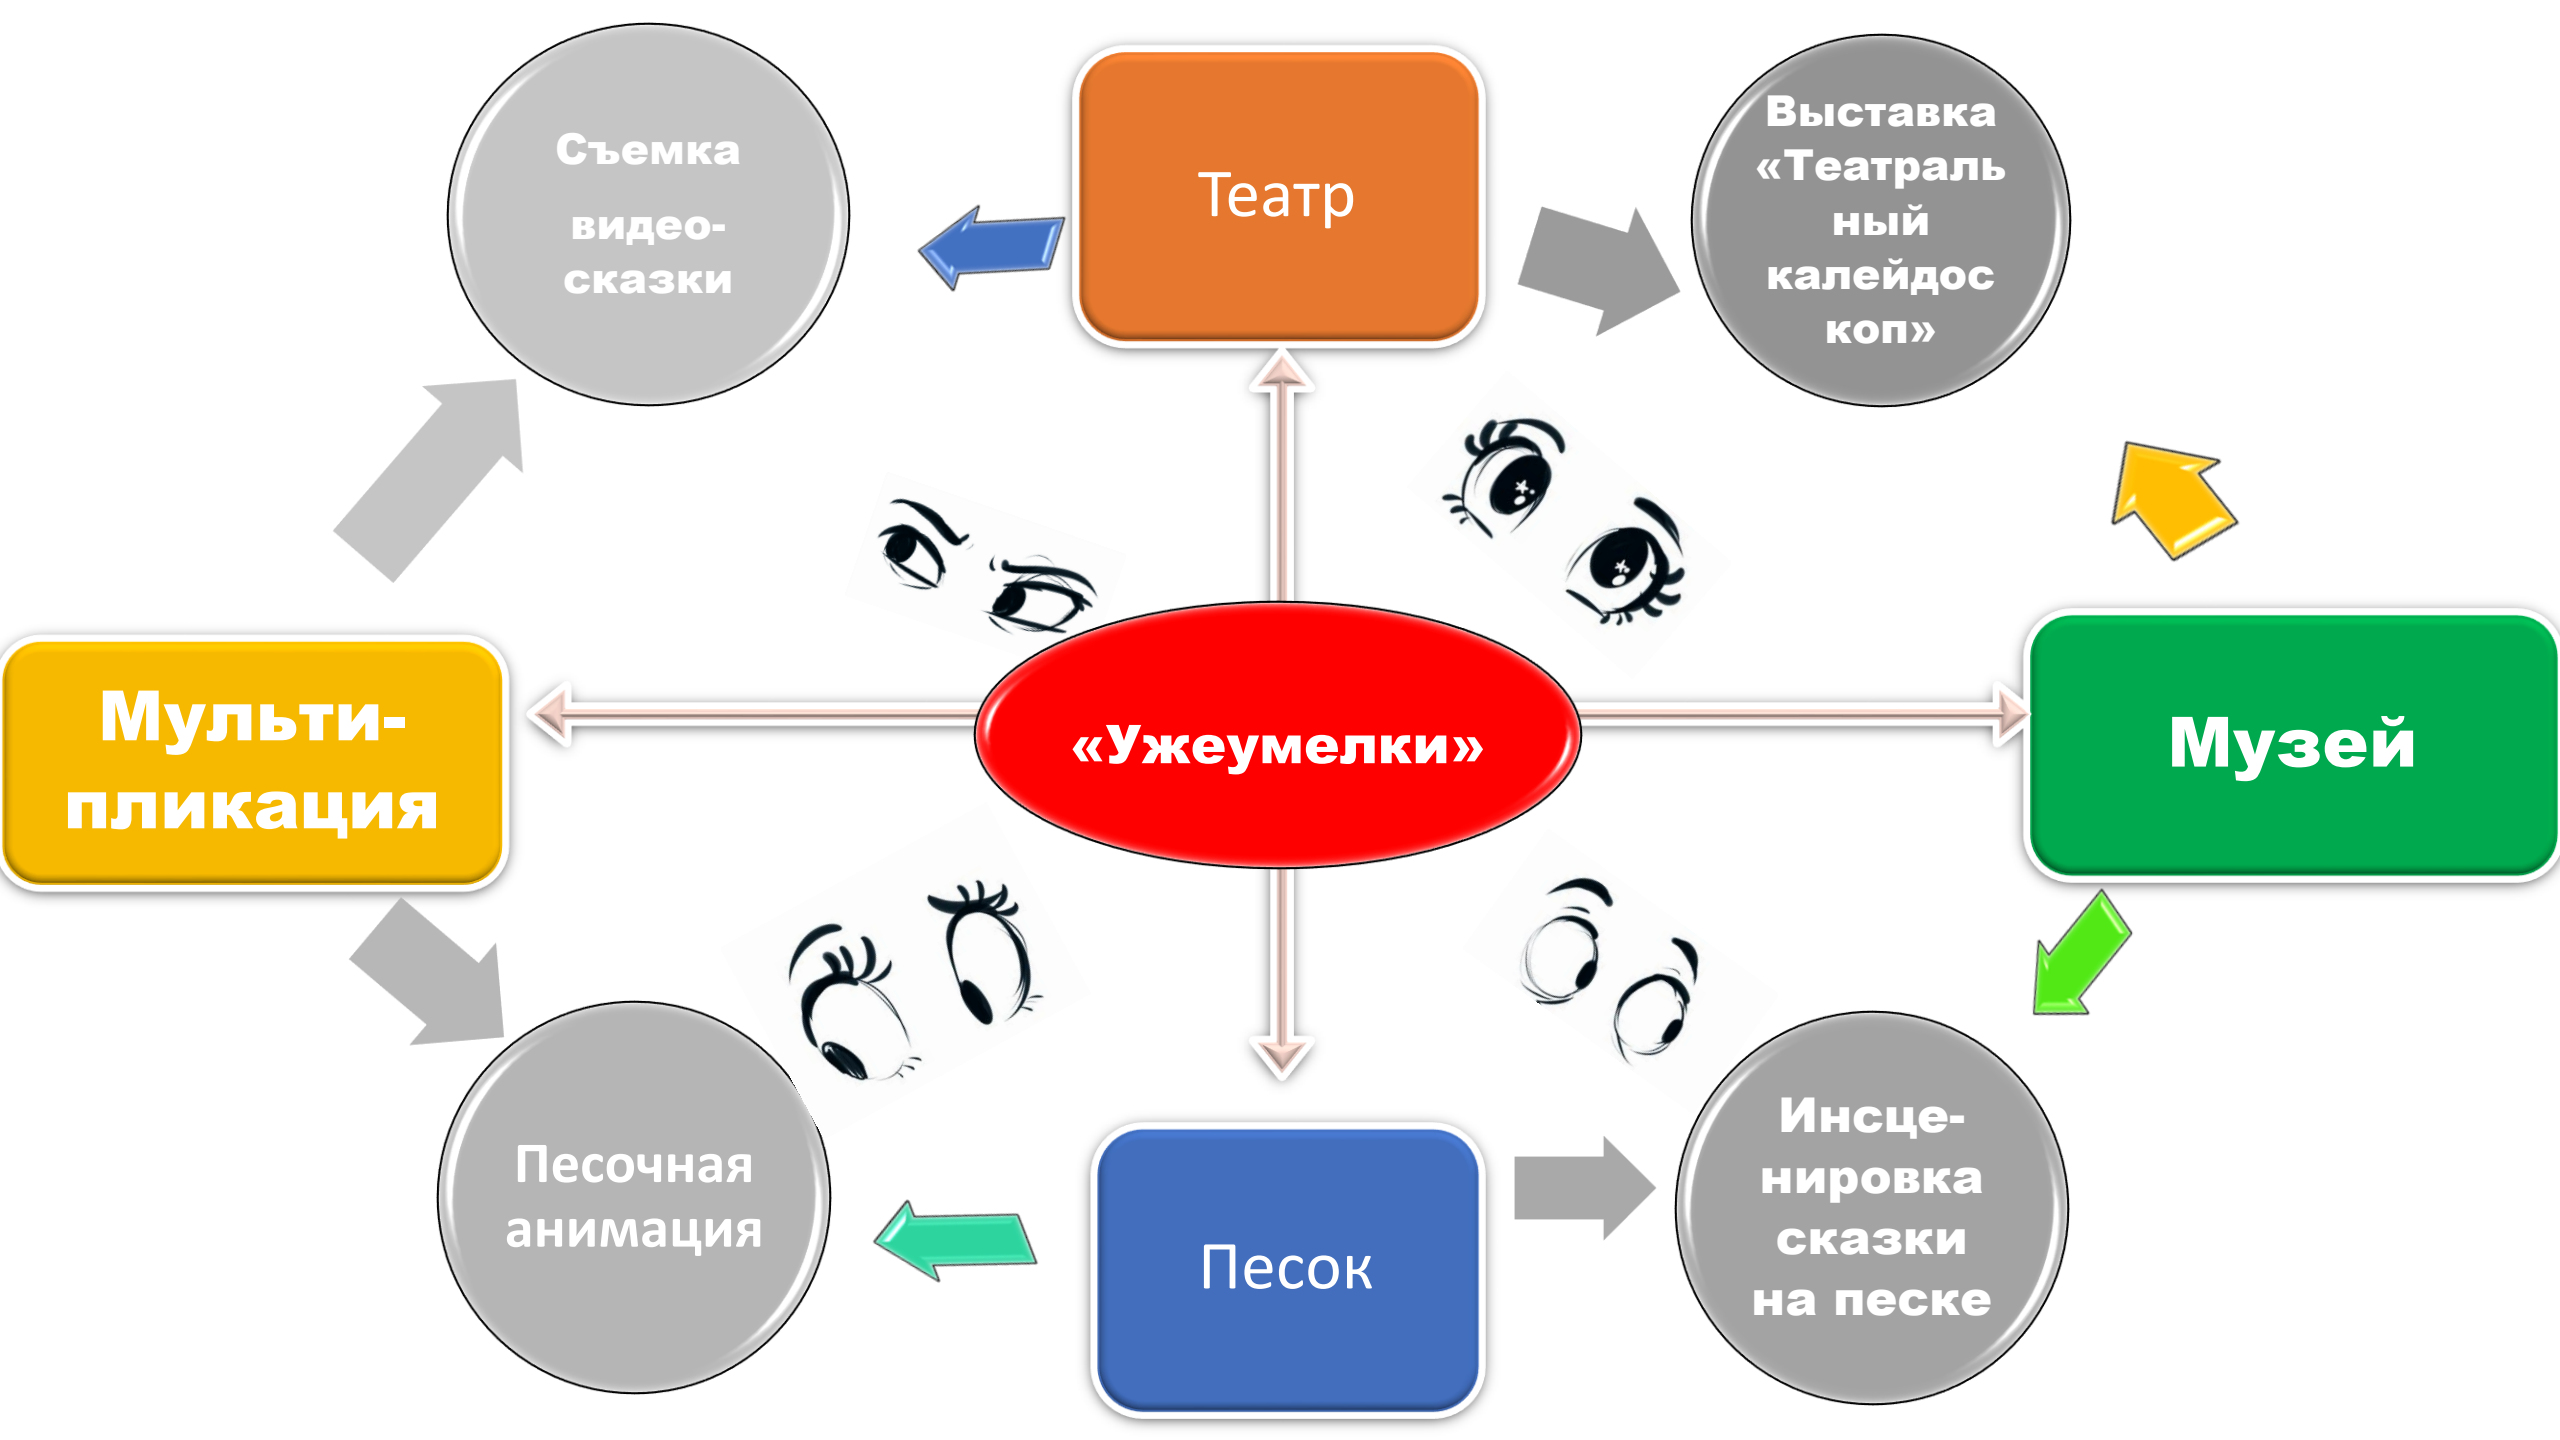 Съемка
видео-
сказки
Театр
Выставка
«Театраль
ный
калейдос
коп»
Мульти-
пликация
«Ужеумелки»
Музей
Песочная
анимация
Песок
Инсце-
нировка
сказки
на песке